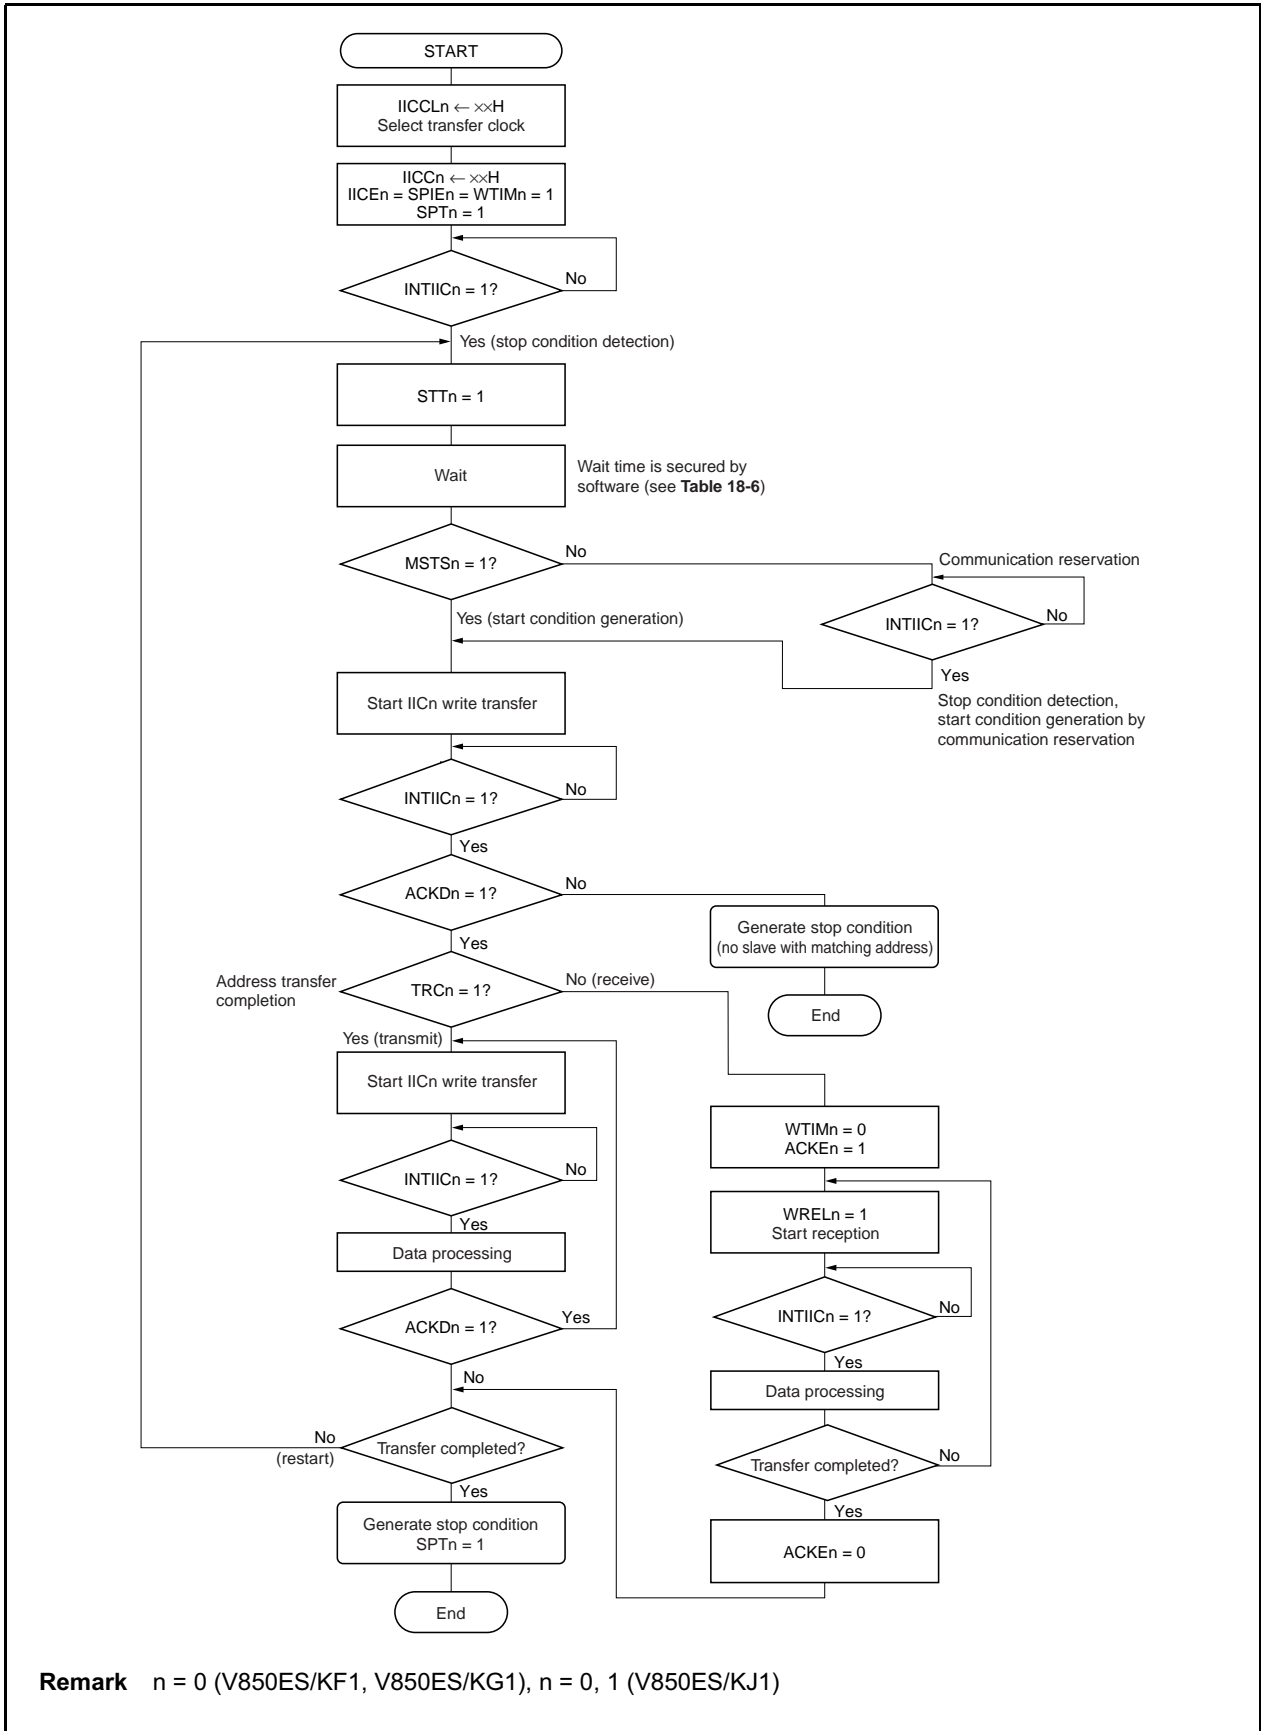 START
IICCLn ← ××H
Select transfer clock
IICCn ← ××H
IICEn = SPIEn = WTIMn = 1
SPTn = 1
INTIICn = 1?
No
Yes (stop condition detection)
STTn = 1
Wait
Wait time is secured by
software (see Table 18-6)
MSTSn = 1?
No
Communication reservation
INTIICn = 1?
No
Yes
Stop condition detection,
start condition generation by
communication reservation
Yes (start condition generation)
Start IICn write transfer
INTIICn = 1?
No
Yes
ACKDn = 1?
No
Generate stop condition
(no slave with matching address)
End
Yes
Address transfer
completion
TRCn = 1?
No (receive)
Yes (transmit)
Start IICn write transfer
INTIICn = 1?
No
Yes
Data processing
ACKDn = 1?
Yes
No
Transfer completed?
No
(restart)
Yes
Generate stop condition
SPTn = 1
End
WTIMn = 0
ACKEn = 1
WRELn = 1
Start reception
INTIICn = 1?
No
Yes
Data processing
Transfer completed?
No
Yes
ACKEn = 0
Remark n = 0 (V850ES/KF1, V850ES/KG1), n = 0, 1 (V850ES/KJ1)